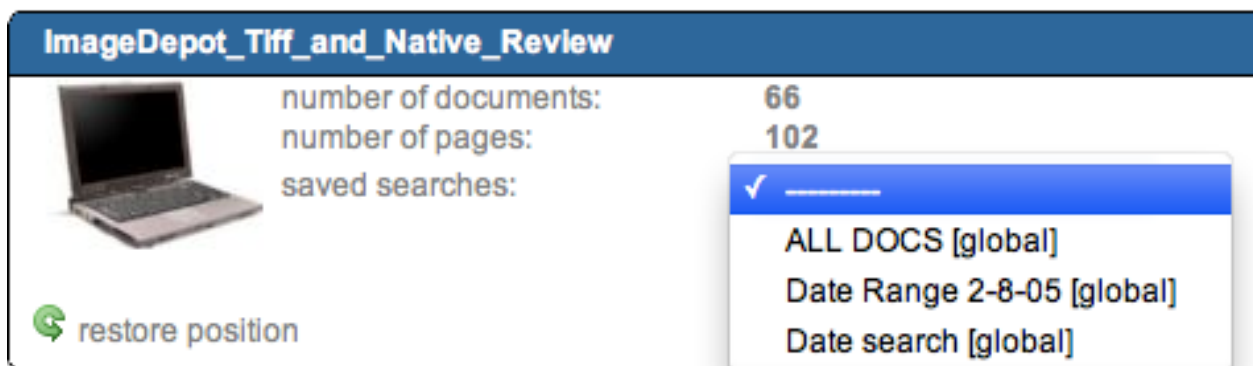 ImageDepot_Tiff_and_Native_Review
number of documents: 66
number of pages: 102
saved searches: ✓ ---------
ALL DOCS [global]
Date Range 2-8-05 [global]
Date search [global]
restore position